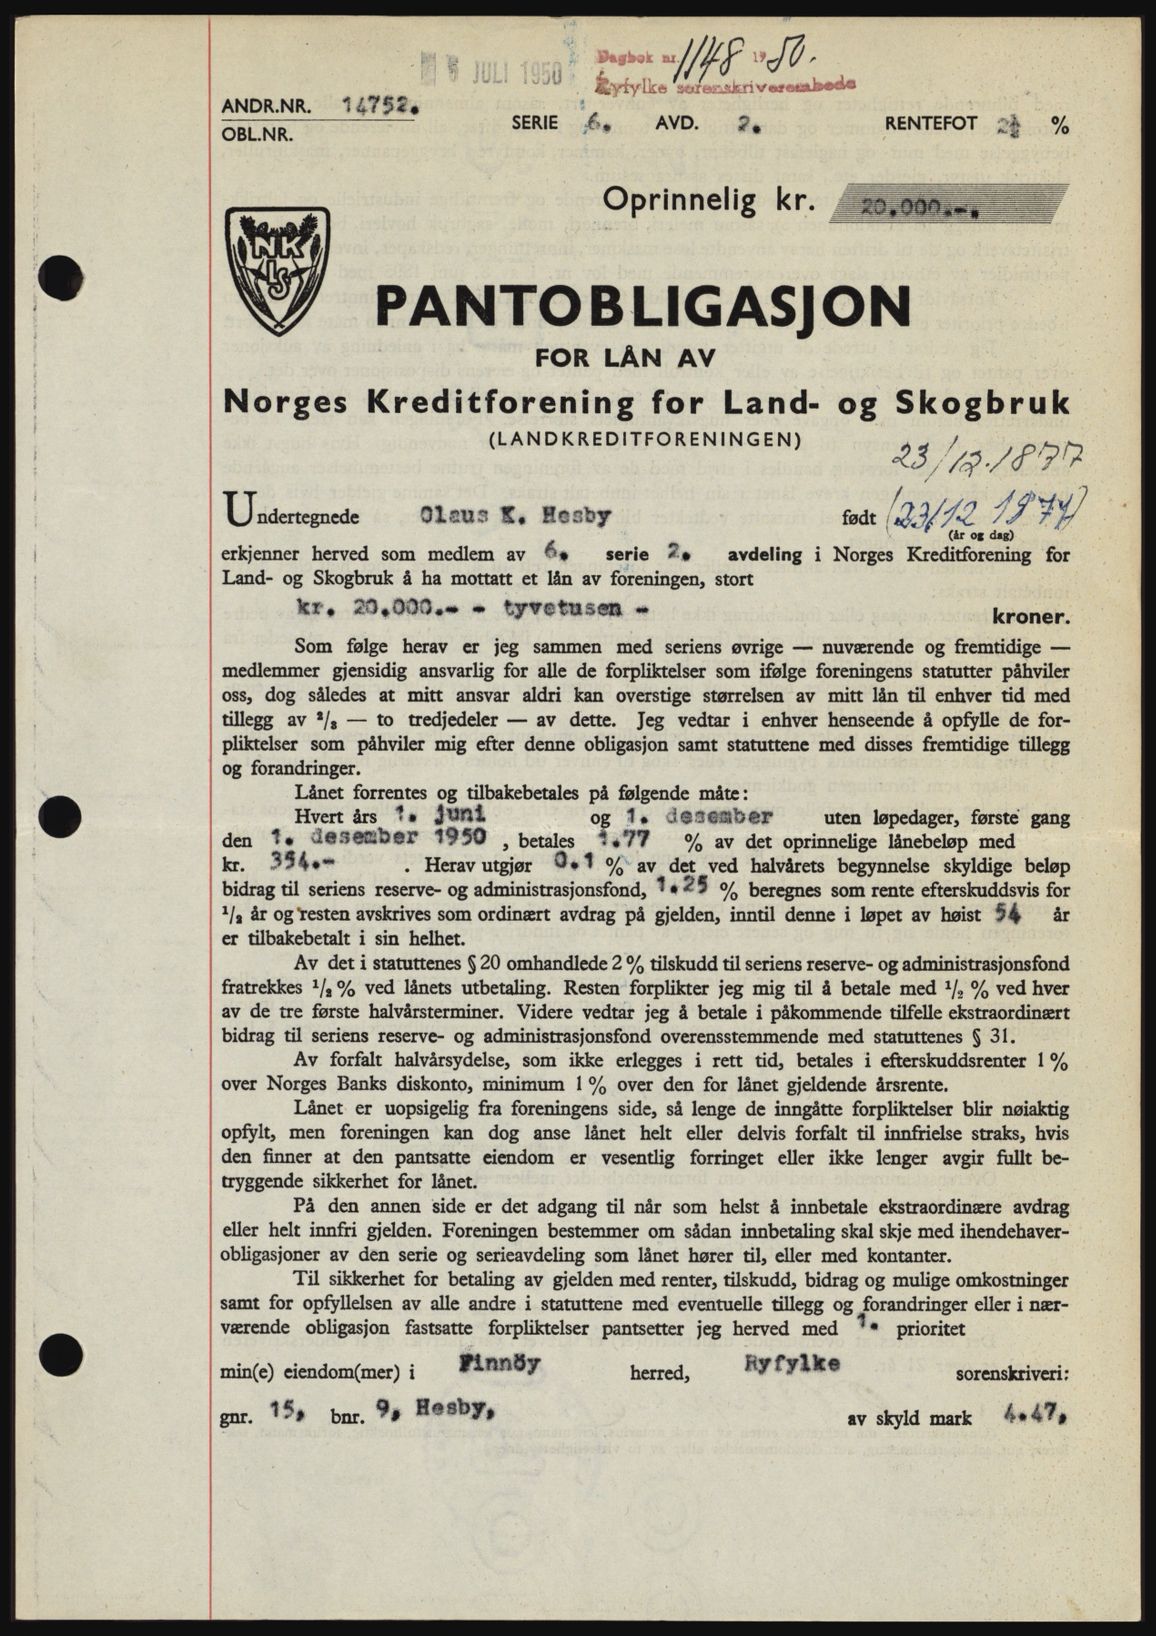 5 JULI 1950
Dagbok nr. 1148 1950.
Ryfylke sorenskriverembede
ANDR.NR. 14752.
OBL.NR.
SERIE 6. AVD. 2. RENTEFOT 2½ %
Oprinnelig kr. 20.000.-.
NK
LS
PANTOBLIGASJON
FOR LÅN AV
Norges Kreditforening for Land- og Skogbruk
(LANDKREDITFORENINGEN)
23/12.1877
Undertegnede Olaus K. Hesby født (23/12 1877)
(år og dag)
erkjenner herved som medlem av 6. serie 2. avdeling i Norges Kreditforening for
Land- og Skogbruk å ha mottatt et lån av foreningen, stort
kr. 20.000.- - tyvetusen - kroner.
Som følge herav er jeg sammen med seriens øvrige — nuværende og fremtidige —
medlemmer gjensidig ansvarlig for alle de forpliktelser som ifølge foreningens statutter påhviler
oss, dog således at mitt ansvar aldri kan overstige størrelsen av mitt lån til enhver tid med
tillegg av 2/3 — to tredjedeler — av dette. Jeg vedtar i enhver henseende å opfylle de for-
pliktelser som påhviler mig efter denne obligasjon samt statuttene med disses fremtidige tillegg
og forandringer.
Lånet forrentes og tilbakebetales på følgende måte:
Hvert års 1. juni og 1. desember uten løpedager, første gang
den 1. desember 1950, betales 1.77 % av det oprinnelige lånebeløp med
kr. 354.- . Herav utgjør 0.1 % av det ved halvårets begynnelse skyldige beløp
bidrag til seriens reserve- og administrasjonsfond, 1.25 % beregnes som rente efterskuddsvis for
1/2 år og resten avskrives som ordinært avdrag på gjelden, inntil denne i løpet av høist 54 år
er tilbakebetalt i sin helhet.
Av det i statuttenes § 20 omhandlede 2 % tilskudd til seriens reserve- og administrasjonsfond
fratrekkes 1/2 % ved lånets utbetaling. Resten forplikter jeg mig til å betale med 1/2 % ved hver
av de tre første halvårsterminer. Videre vedtar jeg å betale i påkommende tilfelle ekstraordinært
bidrag til seriens reserve- og administrasjonsfond overensstemmende med statuttenes § 31.
Av forfalt halvårsydelse, som ikke erlegges i rett tid, betales i efterskuddsrenter 1 %
over Norges Banks diskonto, minimum 1 % over den for lånet gjeldende årsrente.
Lånet er uopsigelig fra foreningens side, så lenge de inngåtte forpliktelser blir nøiaktig
opfylt, men foreningen kan dog anse lånet helt eller delvis forfalt til innfrielse straks, hvis
den finner at den pantsatte eiendom er vesentlig forringet eller ikke lenger avgir fullt be-
tryggende sikkerhet for lånet.
På den annen side er det adgang til når som helst å innbetale ekstraordinære avdrag
eller helt innfri gjelden. Foreningen bestemmer om sådan innbetaling skal skje med ihendehaver-
obligasjoner av den serie og serieavdeling som lånet hører til, eller med kontanter.
Til sikkerhet for betaling av gjelden med renter, tilskudd, bidrag og mulige omkostninger
samt for opfyllelsen av alle andre i statuttene med eventuelle tillegg og forandringer eller i nær-
værende obligasjon fastsatte forpliktelser pantsetter jeg herved med 1. prioritet
min(e) eiendom(mer) i Finnöy herred, Ryfylke sorenskriveri:
gnr. 15, bnr. 9, Hesby, av skyld mark 4.47,